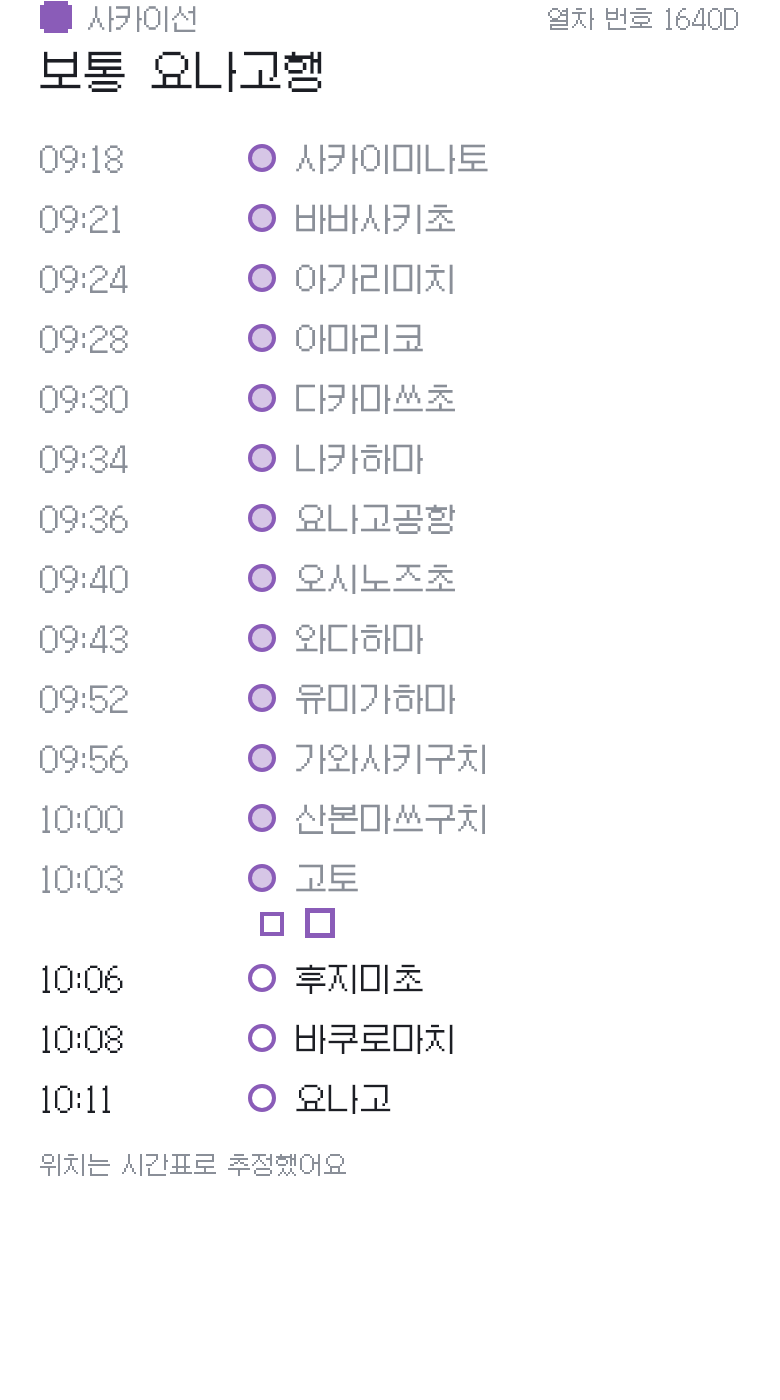 사카이선
열차 번호 1640D
보통 요나고행
09:18 사카이미나토
09:21 바바사키초
09:24 아가리미치
09:28 아마리코
09:30 다카마쓰초
09:34 나카하마
09:36 요나고공항
09:40 오시노즈초
09:43 와다하마
09:52 유미가하마
09:56 가와사키구치
10:00 산본마쓰구치
10:03 고토
10:06 후지미초
10:08 바쿠로마치
10:11 요나고
위치는 시간표로 추정했어요